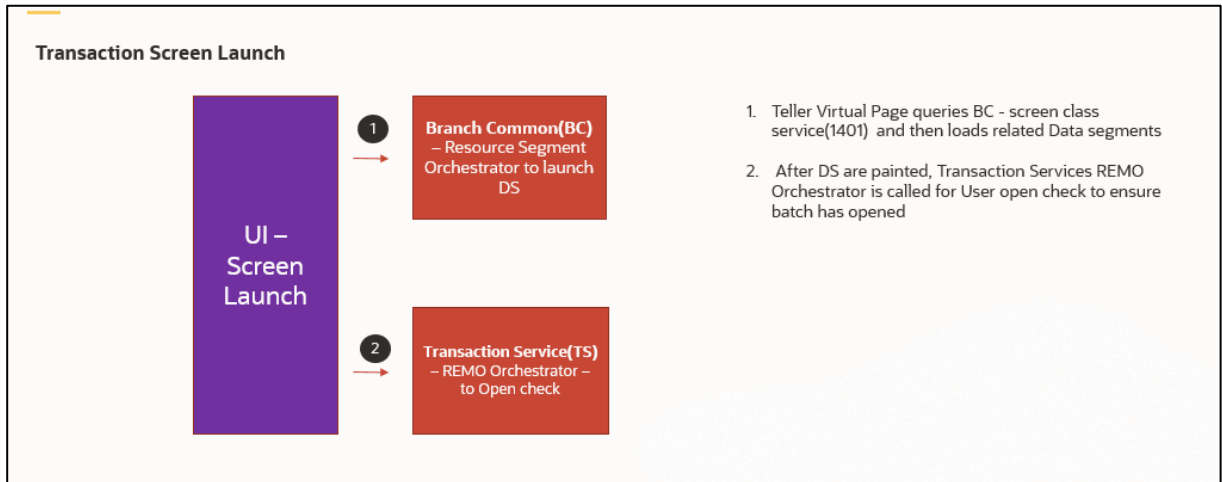 Transaction Screen Launch
UI –
Screen
Launch
1
Branch Common(BC)
– Resource Segment
Orchestrator to launch
DS
2
Transaction Service(TS)
– REMO Orchestrator –
to Open check
1. Teller Virtual Page queries BC - screen class
service(1401) and then loads related Data segments
2. After DS are painted, Transaction Services REMO
Orchestrator is called for User open check to ensure
batch has opened